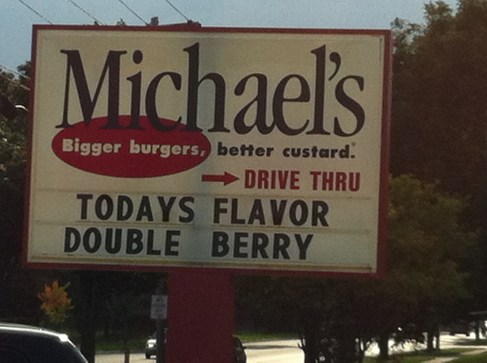 Michael's
Bigger burgers, better custard.
→ DRIVE THRU
TODAYS FLAVOR
DOUBLE BERRY